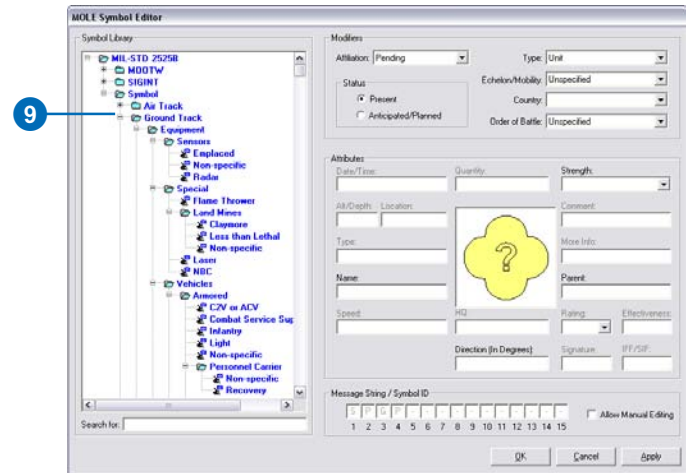 MOLE Symbol Editor
Symbol Library
MIL-STD 2525B
MOOTW
SIGINT
Symbol
Air Track
9
Ground Track
Equipment
Sensors
Emplaced
Non-specific
Radar
Special
Flame Thrower
Land Mines
Claymore
Less than Lethal
Non-specific
Laser
NBC
Vehicles
Armored
C2V or ACV
Combat Service Sup
Infantry
Light
Non-specific
Personnel Carrier
Non-specific
Recovery
Search for:
Modifiers
Affiliation: Pending
Type: Unit
Status
Present
Anticipated/Planned
Echelon/Mobility: Unspecified
Country:
Order of Battle: Unspecified
Attributes
Date/Time: Quantity: Strength:
Alt/Depth: Location: Comment:
Type: More Info:
?
Name: Parent:
Speed: HQ Rating: Effectiveness:
Direction (In Degrees): Signature: IFF/SIF:
Message String / Symbol ID
S P G P - - - - - - - - - - -
1 2 3 4 5 6 7 8 9 10 11 12 13 14 15
Allow Manual Editing
OK Cancel Apply